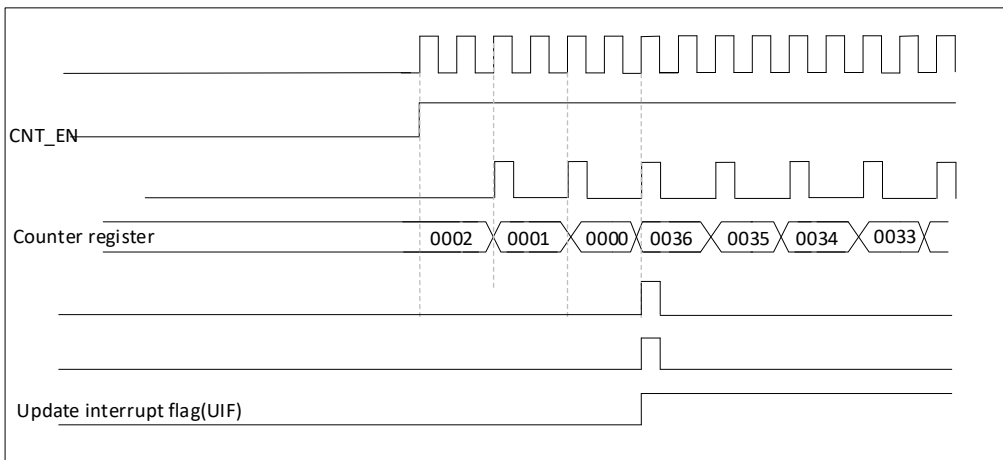 CNT_EN
Counter register 0002 0001 0000 0036 0035 0034 0033
Update interrupt flag(UIF)